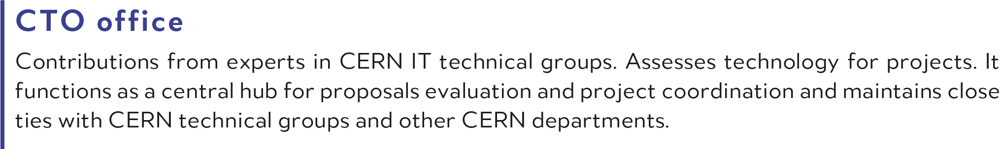 CTO office
Contributions from experts in CERN IT technical groups. Assesses technology for projects. It
functions as a central hub for proposals evaluation and project coordination and maintains close
ties with CERN technical groups and other CERN departments.